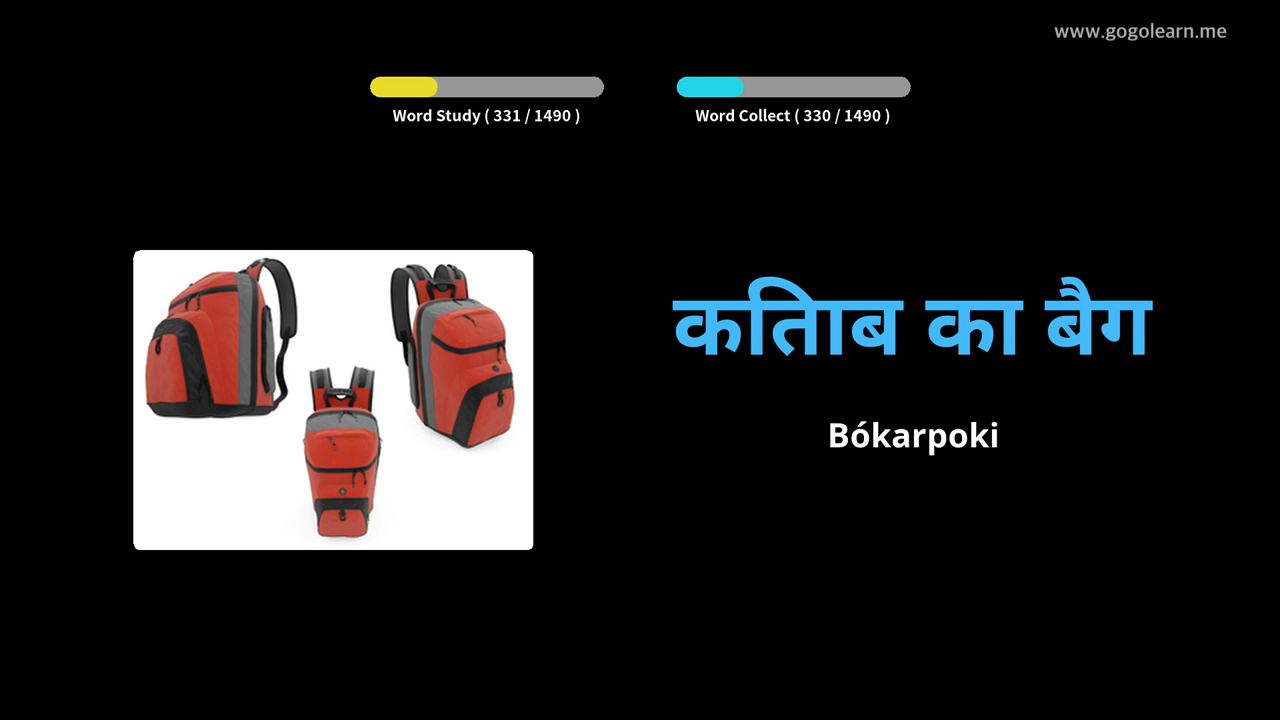 www.gogolearn.me
Word Study ( 331 / 1490 )
Word Collect ( 330 / 1490 )
कतिाब का बैग
Bókarpoki